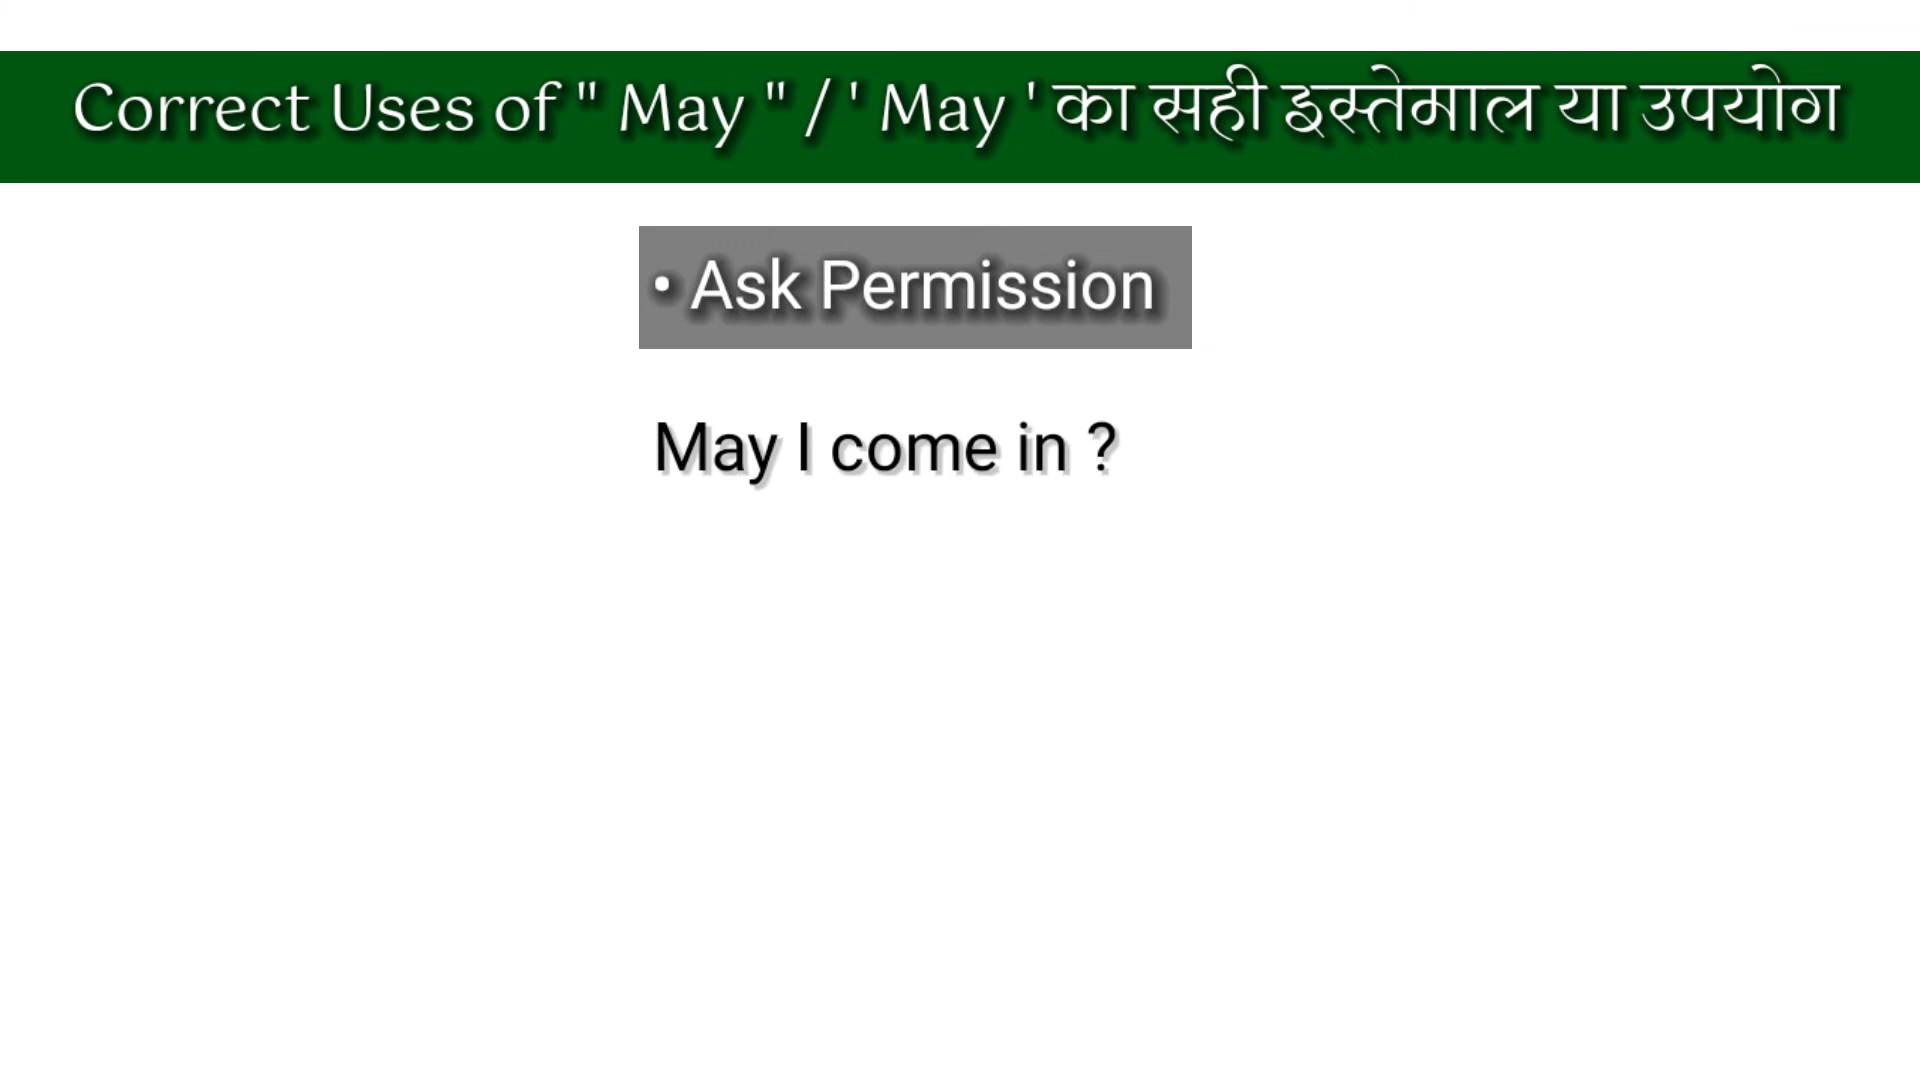 Correct Uses of " May " / ' May ' का सही इस्तेमाल या उपयोग
• Ask Permission
May I come in ?